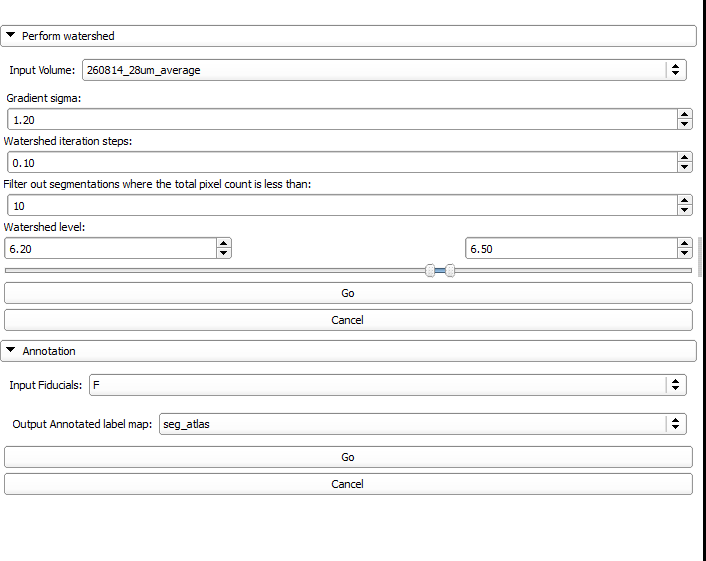 Perform watershed
Input Volume: 260814_28um_average
Gradient sigma:
1.20
Watershed iteration steps:
0.10
Filter out segmentations where the total pixel count is less than:
10
Watershed level:
6.20 6.50
Go
Cancel
Annotation
Input Fiducials: F
Output Annotated label map: seg_atlas
Go
Cancel